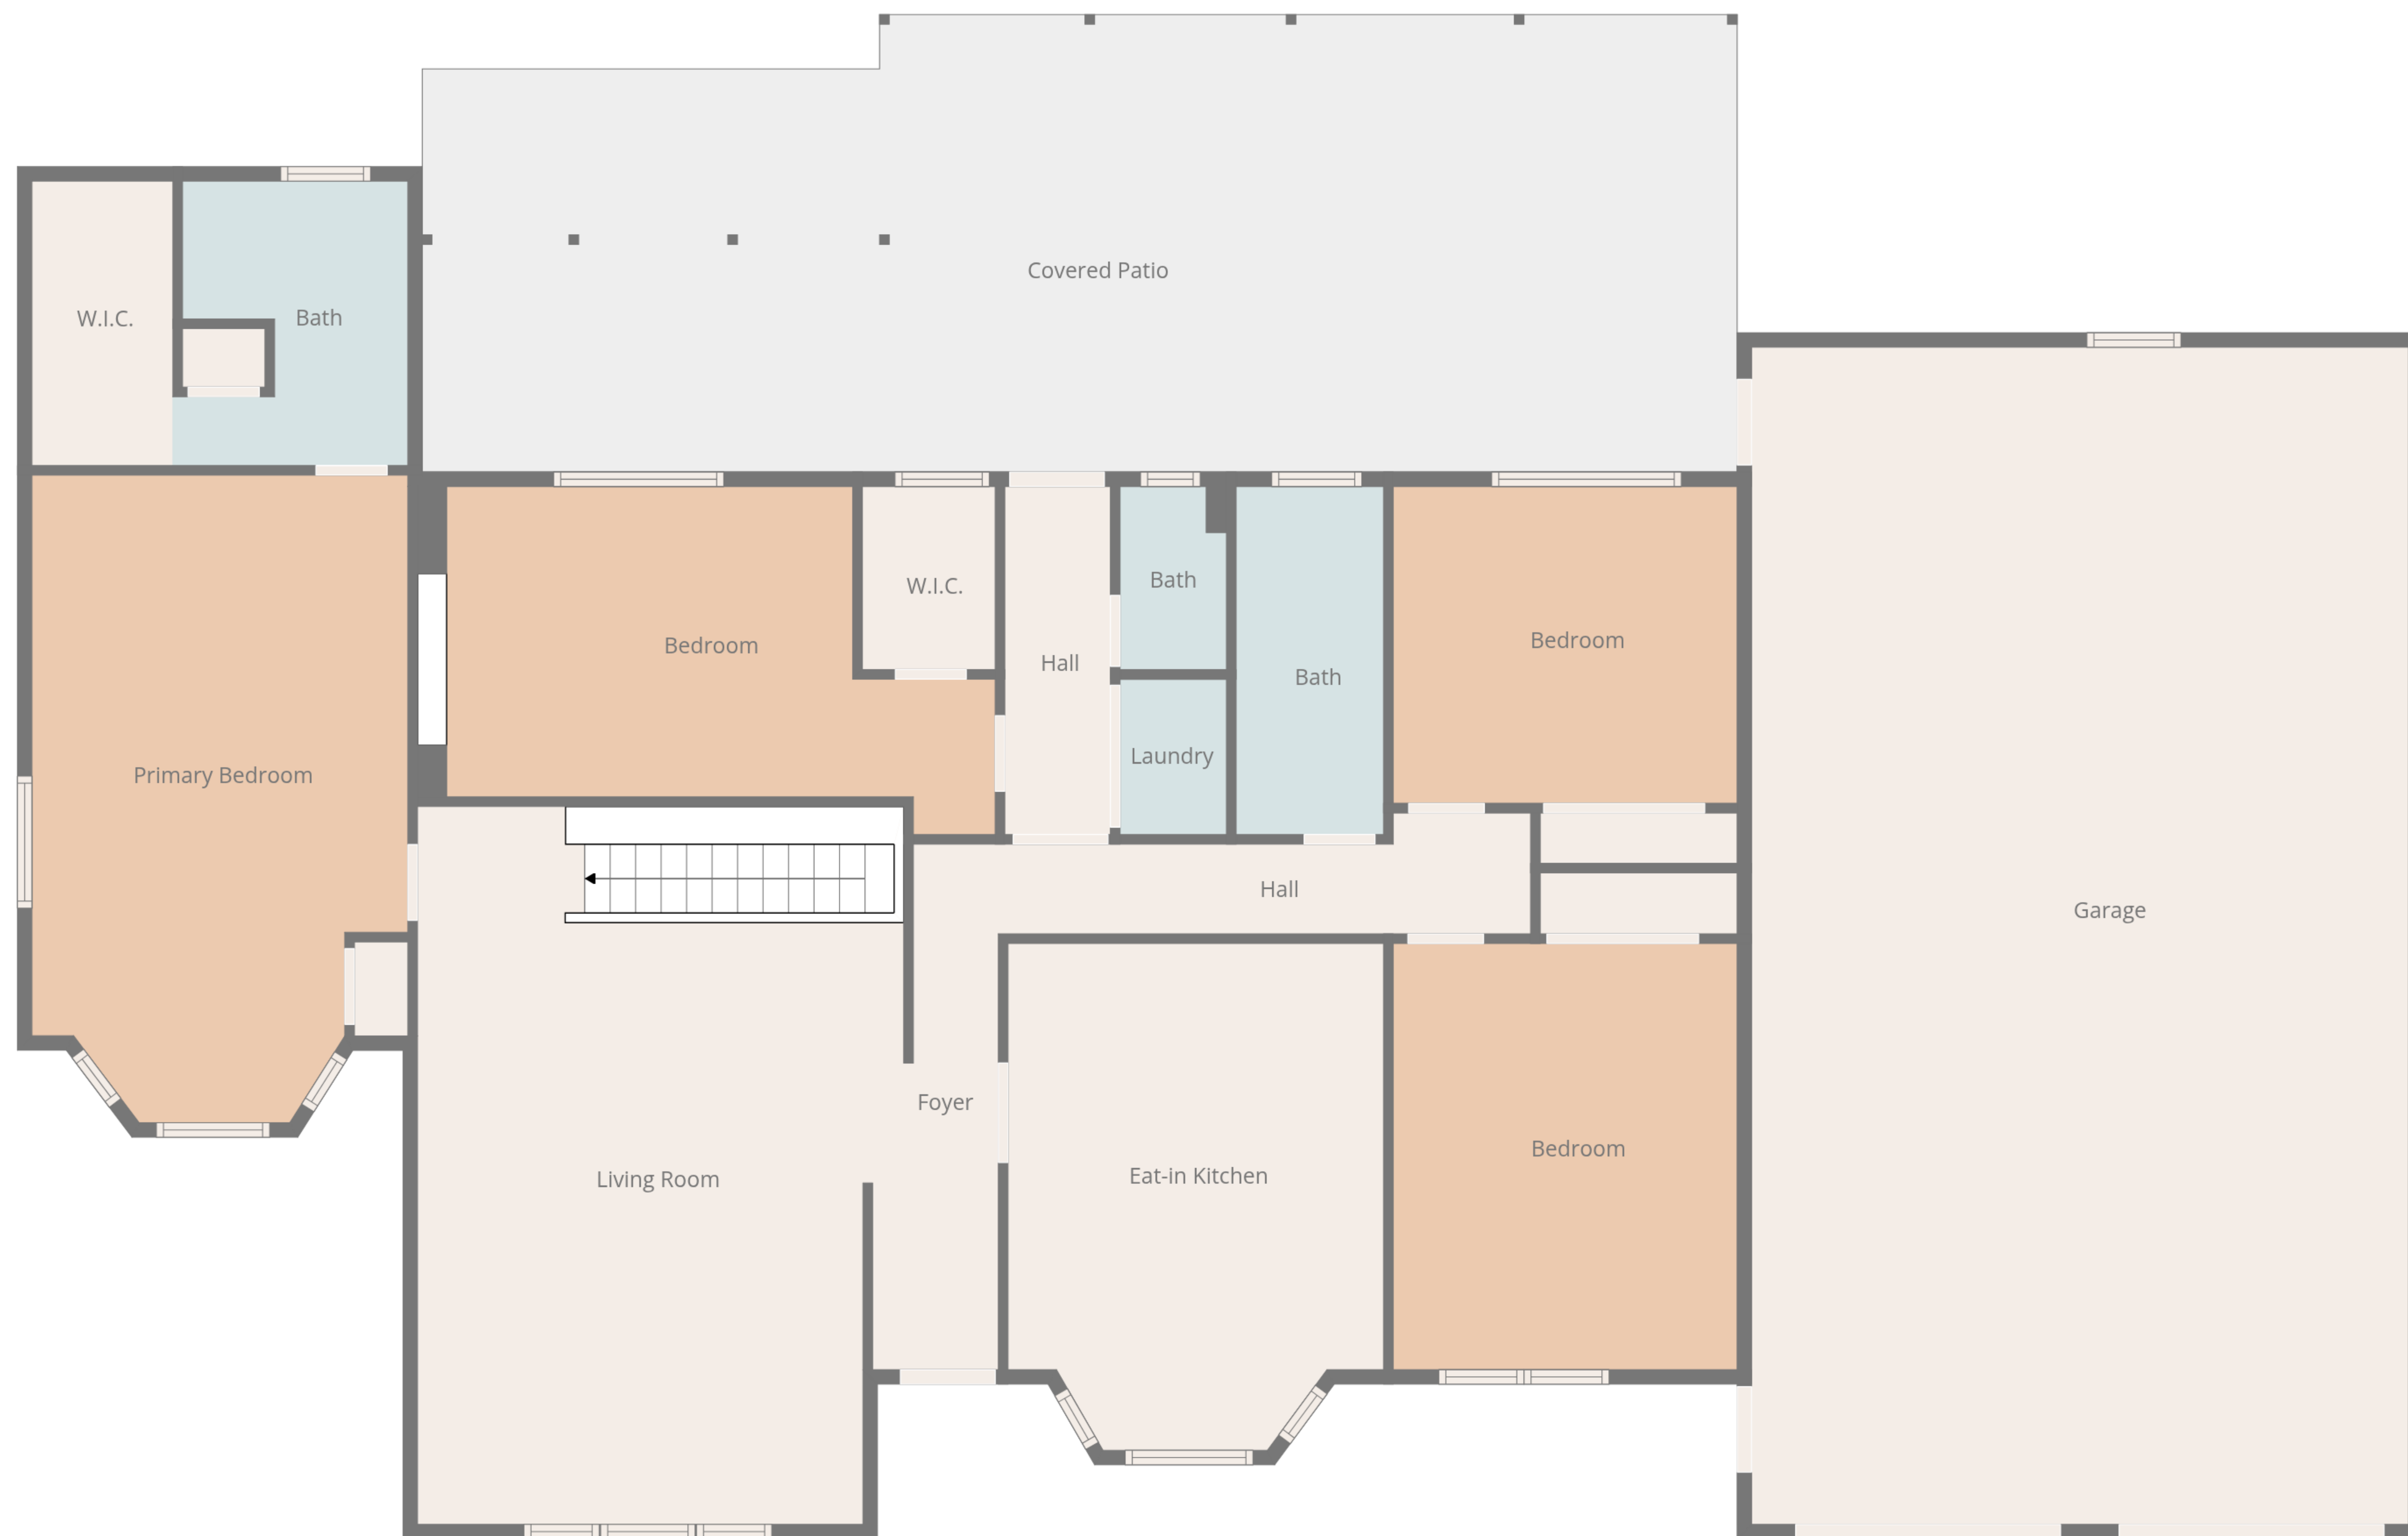 Covered Patio
W.I.C.
Bath
Bath
W.I.C.
Bedroom
Bedroom
Hall
Bath
Laundry
Primary Bedroom
Hall
Garage
Foyer
Bedroom
Living Room
Eat-in Kitchen